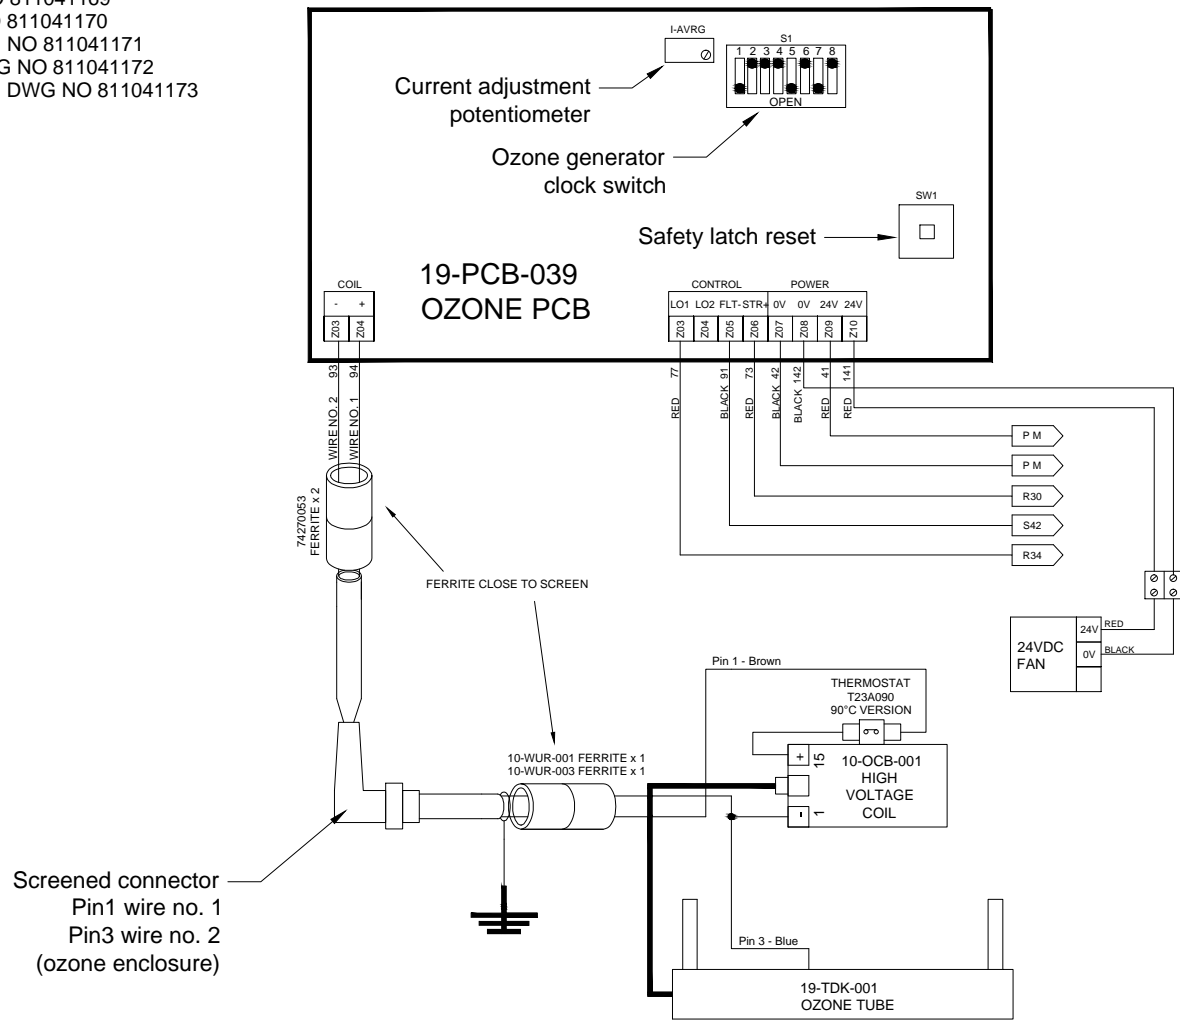 811041170
NO 811041171
G NO 811041172
DWG NO 811041173
I-AVRG
S1
1 2 3 4 5 6 7 8
OPEN
Current adjustment
potentiometer
Ozone generator
clock switch
SW1
Safety latch reset
19-PCB-039
OZONE PCB
COIL
- +
Z03 Z04
CONTROL POWER
LO1 LO2 FLT- STR+ 0V 0V 24V 24V
Z03 Z04 Z05 Z06 Z07 Z08 Z09 Z10
93 94
WIRE NO. 2
WIRE NO. 1
77 91 73 42 142 41 141
RED BLACK RED BLACK BLACK RED RED
P M
P M
R30
S42
R34
74270053
FERRITE x 2
FERRITE CLOSE TO SCREEN
24VDC
FAN
24V RED
0V BLACK
Pin 1 - Brown
THERMOSTAT
T23A090
90°C VERSION
10-WUR-001 FERRITE x 1
10-WUR-003 FERRITE x 1
+ 15
- 1
10-OCB-001
HIGH
VOLTAGE
COIL
Screened connector
Pin1 wire no. 1
Pin3 wire no. 2
(ozone enclosure)
Pin 3 - Blue
19-TDK-001
OZONE TUBE